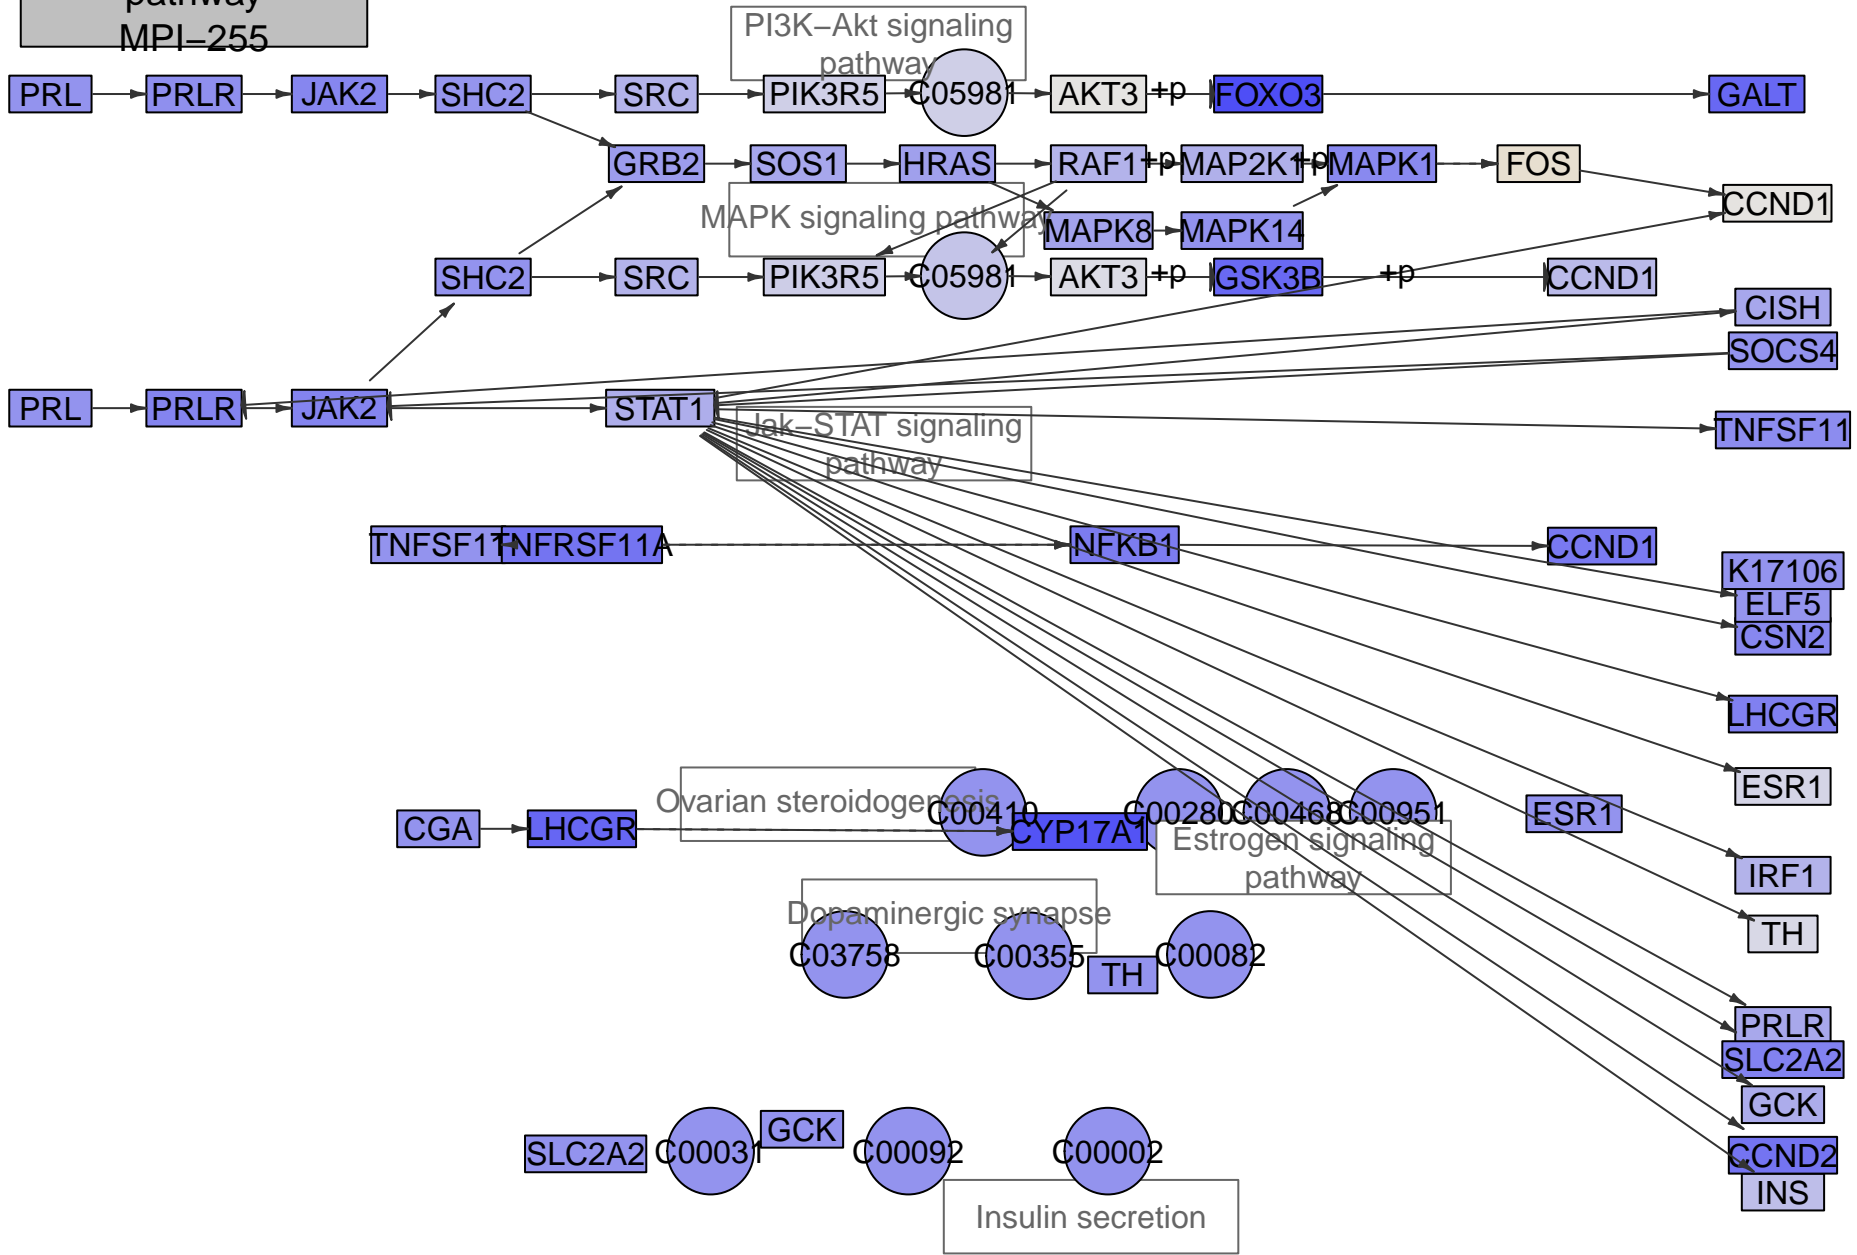 pathway
MPI−255
PI3K−Akt signaling
pathway
PRL
PRLR
JAK2
SHC2
SRC
PIK3R5
C05981
AKT3
+p
FOXO3
GALT
GRB2
SOS1
HRAS
RAF1
+p
MAP2K1
+p
MAPK1
FOS
CCND1
MAPK signaling pathway
MAPK8
MAPK14
SHC2
SRC
PIK3R5
C05981
AKT3
+p
GSK3B
+p
CCND1
CISH
SOCS4
PRL
PRLR
JAK2
STAT1
Jak−STAT signaling
pathway
TNFSF11
TNFSF11
TNFRSF11A
NFKB1
CCND1
K17106
ELF5
CSN2
LHCGR
ESR1
Ovarian steroidogenesis
C00410
C00280
C00468
C00951
ESR1
CGA
LHCGR
CYP17A1
Estrogen signaling
pathway
IRF1
Dopaminergic synapse
TH
C03758
C00355
TH
C00082
PRLR
SLC2A2
GCK
SLC2A2
C00031
GCK
C00092
C00002
CCND2
INS
Insulin secretion